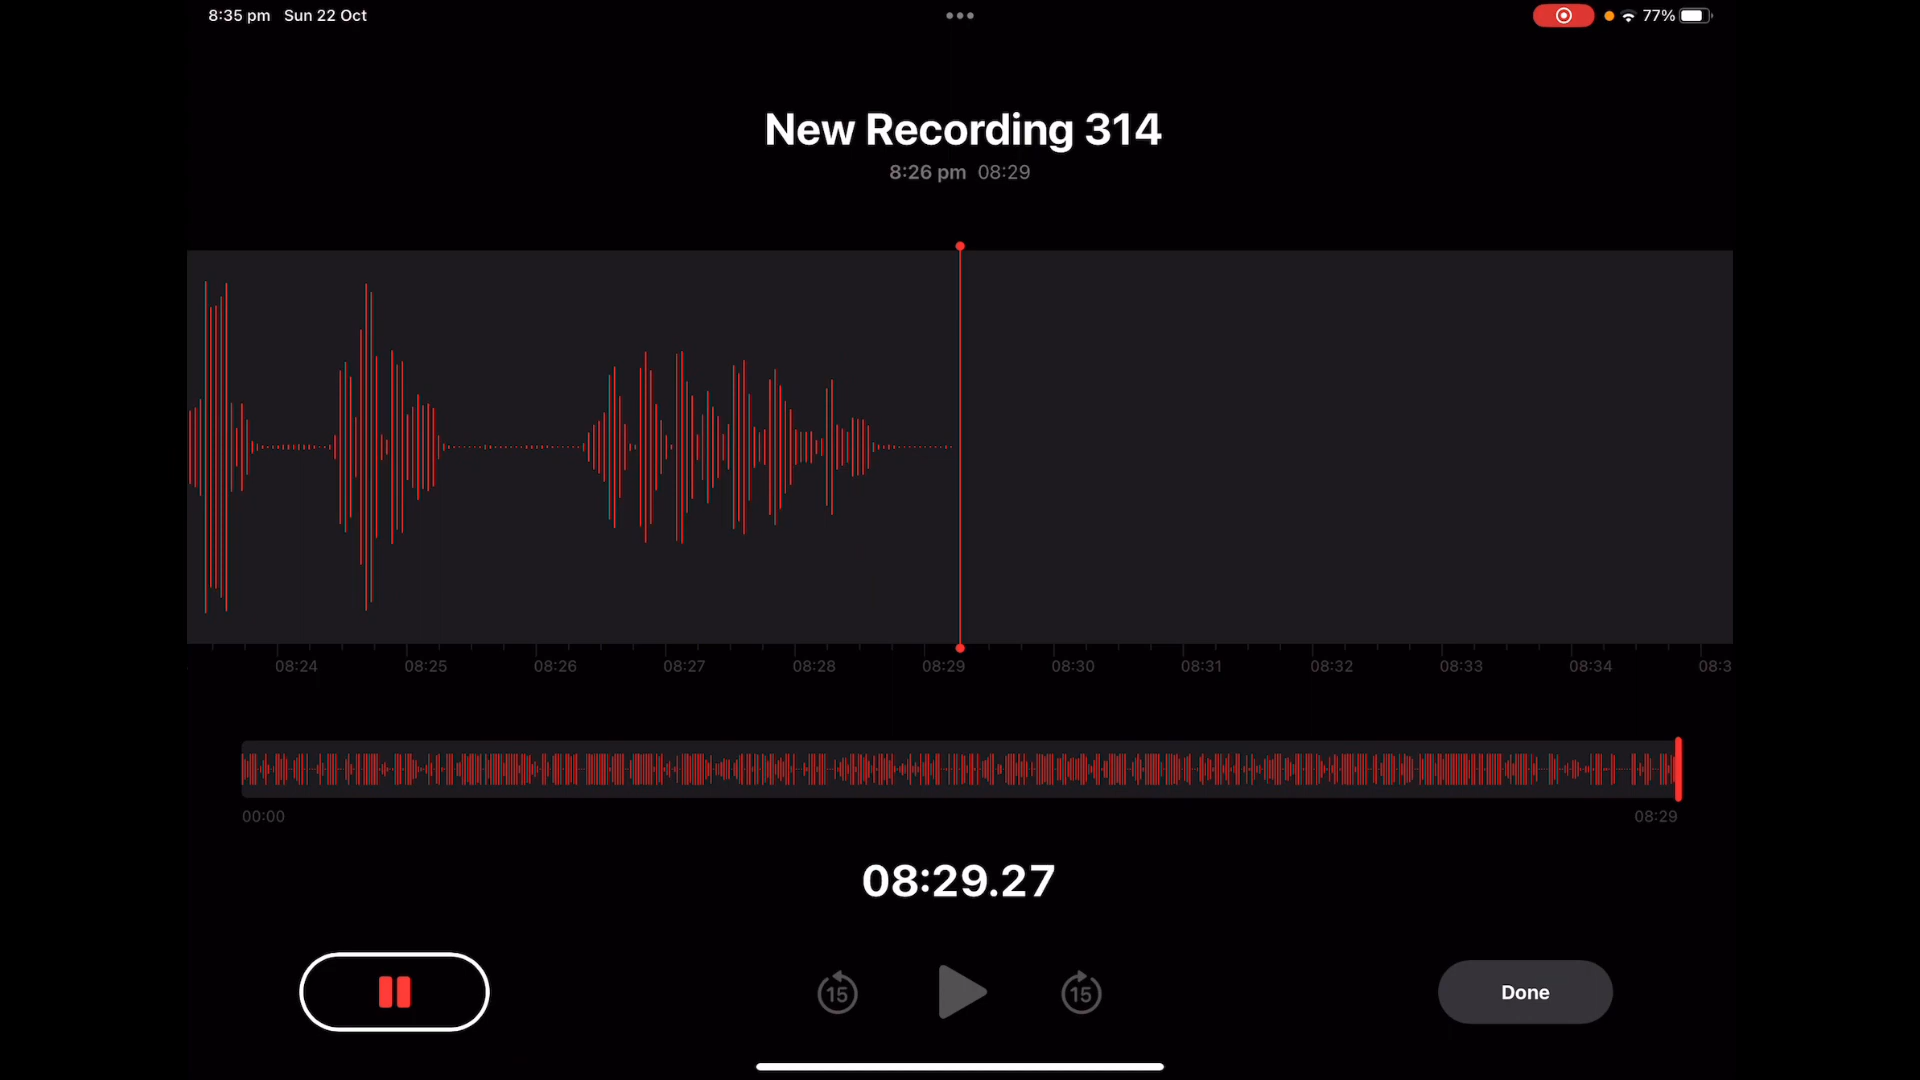 8:35 pm Sun 22 Oct
77%
New Recording 314
8:26 pm 08:29
08:24 08:25 08:26 08:27 08:28 08:29 08:30 08:31 08:32 08:33 08:34 08:3
00:00 08:29
08:29.27
15 15 Done